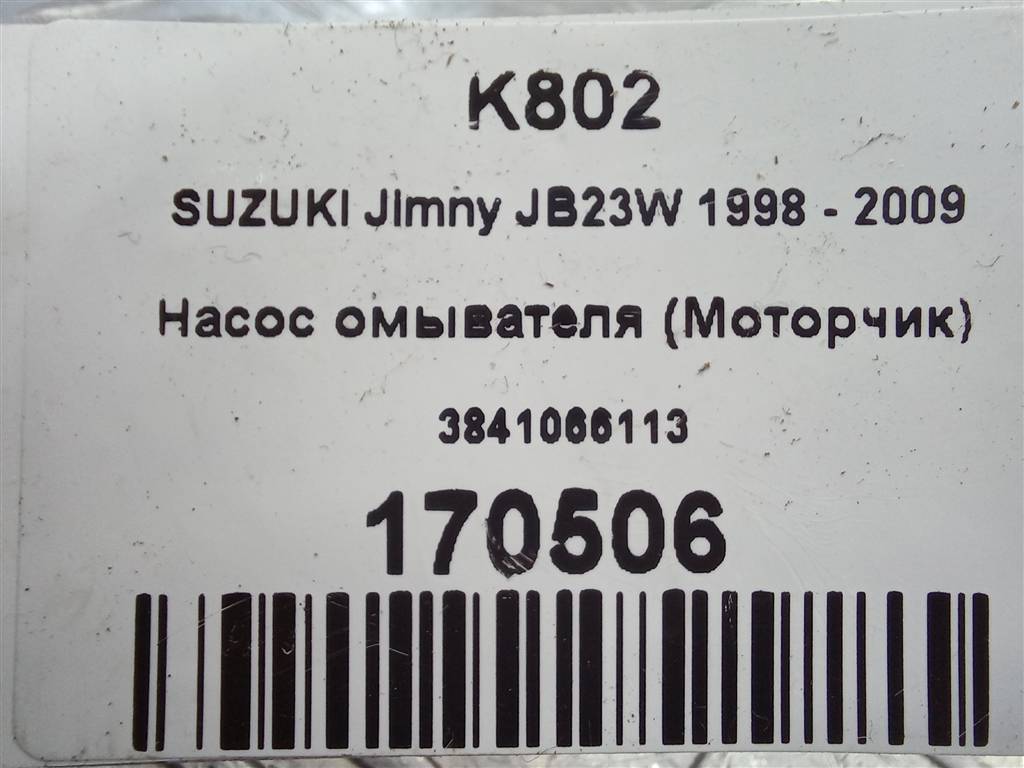 K802
SUZUKI Jimny JB23W 1998 - 2009
Насос омывателя (Моторчик)
3841066113
170506